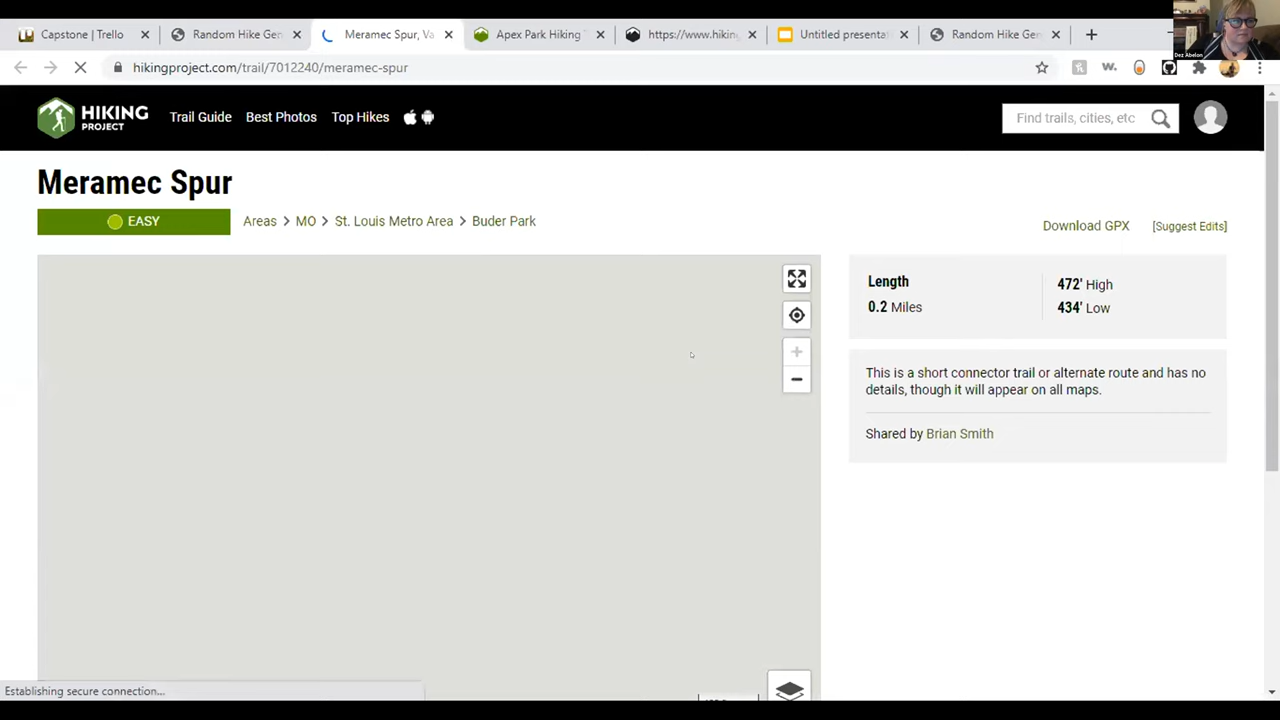 Capstone | Trello
Random Hike Gen
Meramec Spur, Va
Apex Park Hiking
https://www.hiking
Untitled presenta
Random Hike Gen
Dez Abelon
hikingproject.com/trail/7012240/meramec-spur
HIKING
PROJECT
Trail Guide
Best Photos
Top Hikes
Find trails, cities, etc
Meramec Spur
EASY
Areas > MO > St. Louis Metro Area > Buder Park
Download GPX
[Suggest Edits]
Length
0.2 Miles
472' High
434' Low
This is a short connector trail or alternate route and has no
details, though it will appear on all maps.
Shared by Brian Smith
Establishing secure connection...